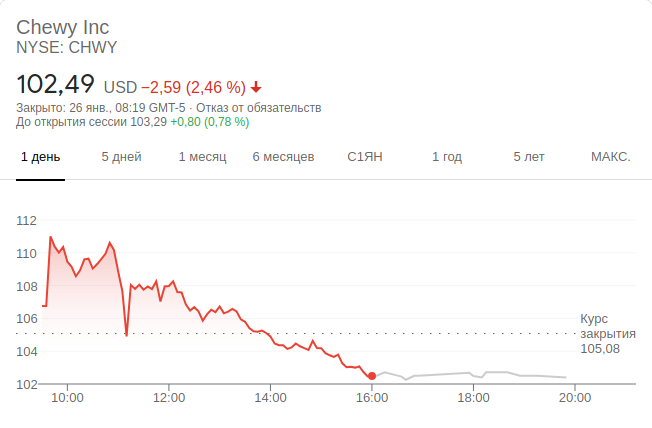 Chewy Inc
NYSE: CHWY
102,49 USD −2,59 (2,46 %)
Закрыто: 26 янв., 08:19 GMT-5 · Отказ от обязательств
До открытия сессии 103,29 +0,80 (0,78 %)
1 день 5 дней 1 месяц 6 месяцев С1ЯН 1 год 5 лет МАКС.
112
110
108
106
104
102
Курс
закрытия
105,08
10:00 12:00 14:00 16:00 18:00 20:00